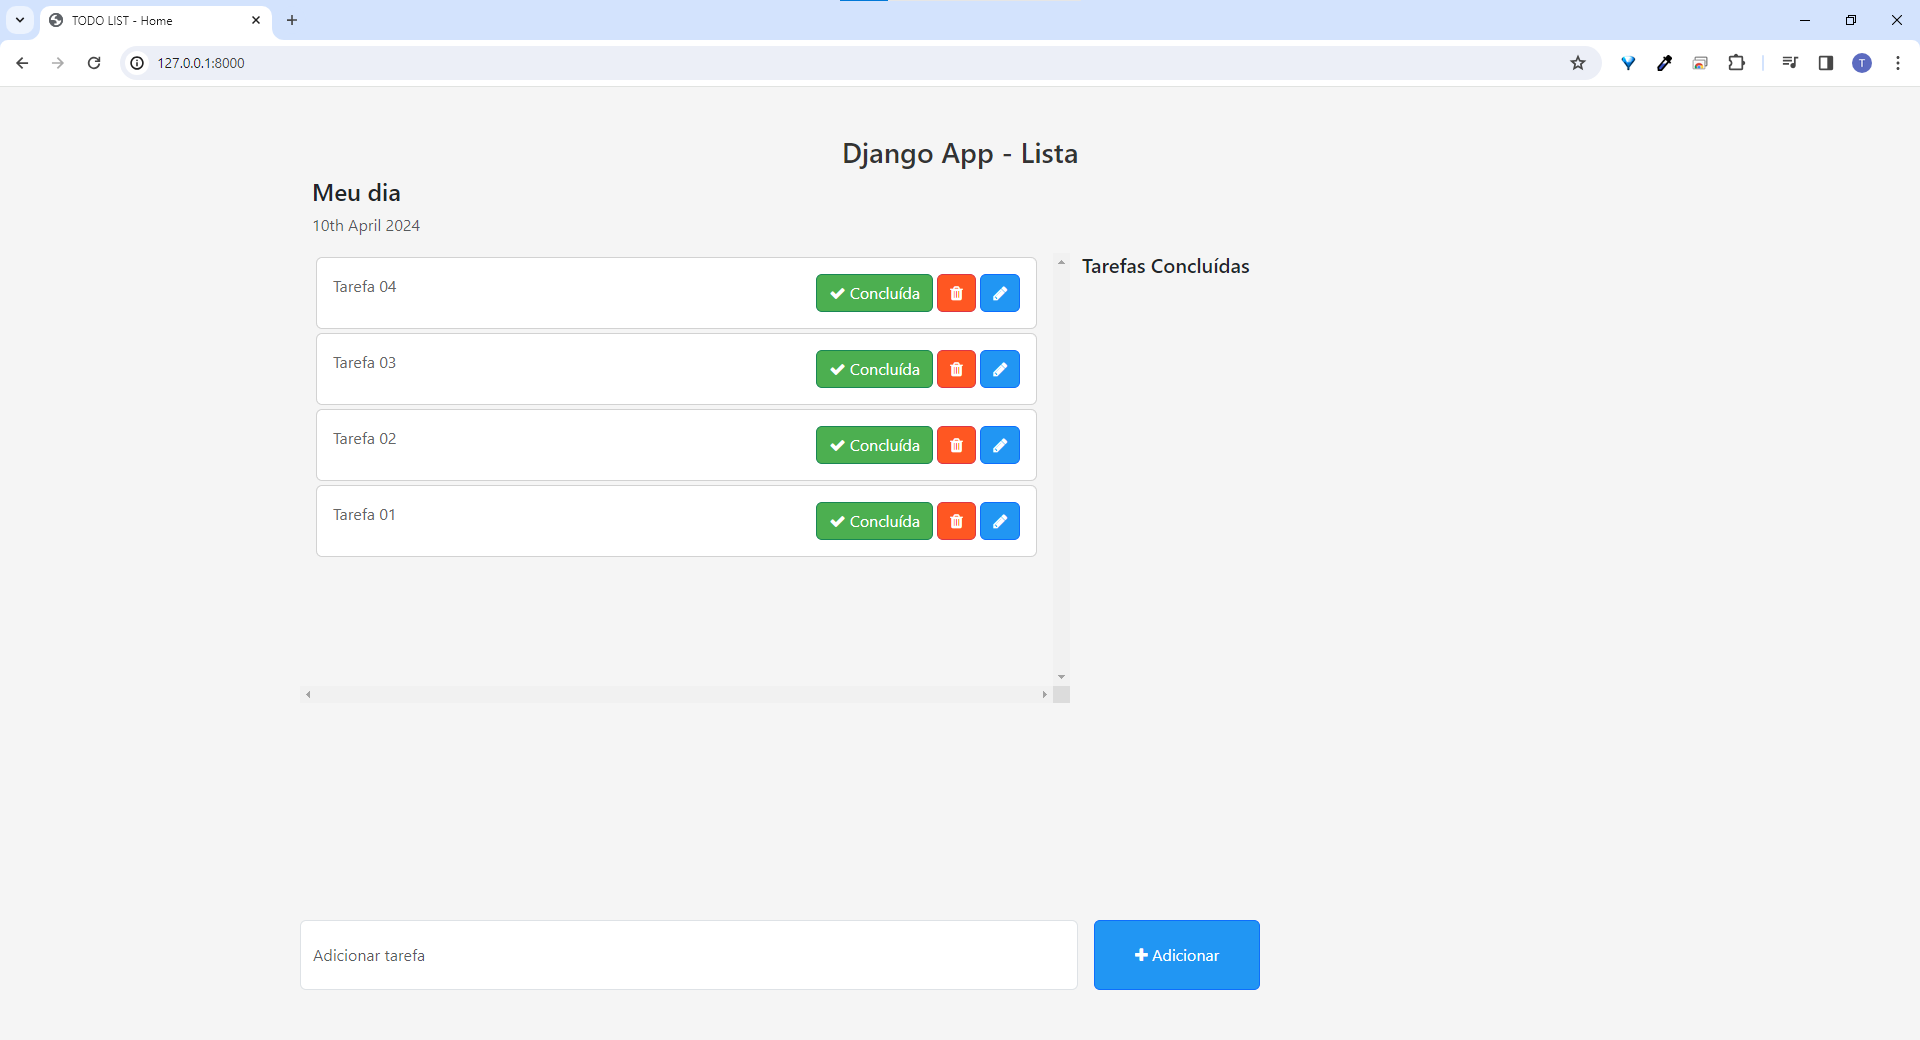 TODO LIST - Home
127.0.0.1:8000
T
Django App - Lista
Meu dia
10th April 2024
Tarefa 04
Concluída
Tarefas Concluídas
Tarefa 03
Concluída
Tarefa 02
Concluída
Tarefa 01
Concluída
Adicionar tarefa
Adicionar